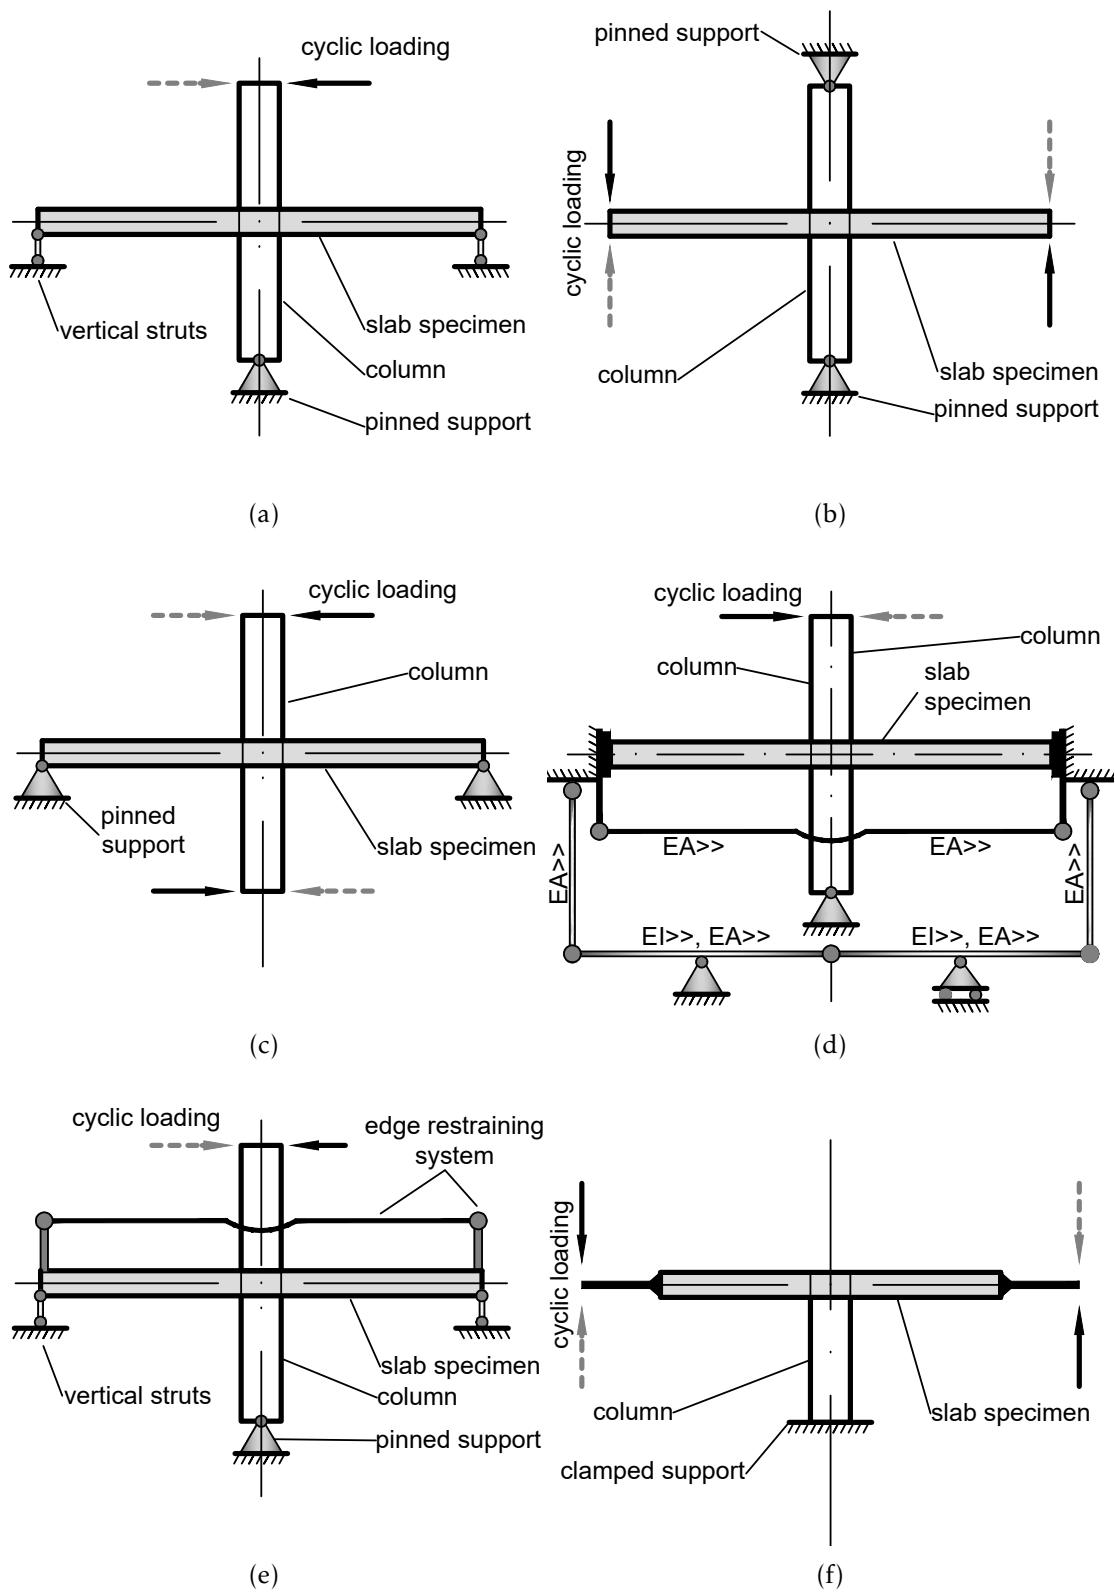 cyclic loading
vertical struts
slab specimen
column
pinned support
(a)
pinned support
cyclic loading
column
slab specimen
pinned support
(b)
cyclic loading
column
pinned
support
slab specimen
(c)
cyclic loading
column
column
slab
specimen
EA>>
EA>>
EA>>
EA>>
EI>>, EA>>
EI>>, EA>>
(d)
cyclic loading
edge restraining
system
slab specimen
vertical struts
column
pinned support
(e)
cyclic loading
column
slab specimen
clamped support
(f)